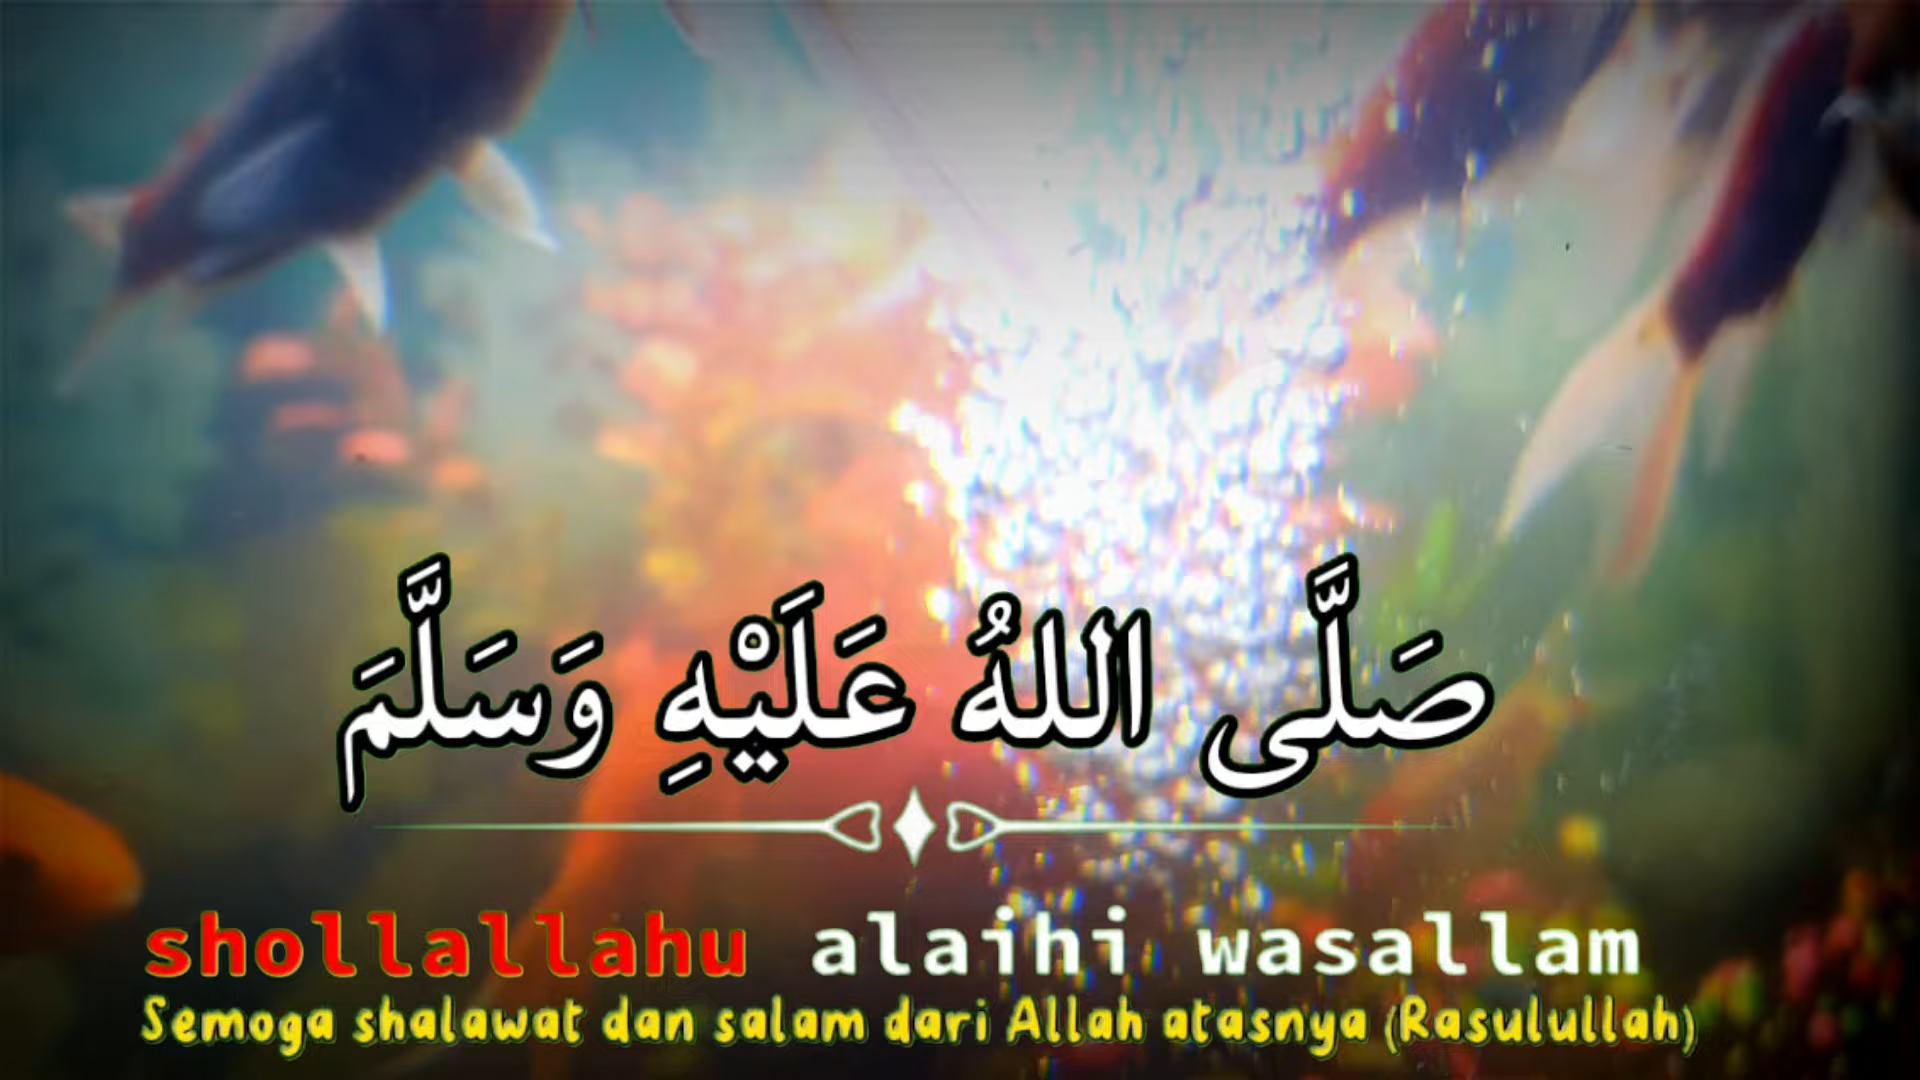 صَلَّى اللهُ عَلَيْهِ وَسَلَّمَ
shollallahu alaihi wasallam
Semoga shalawat dan salam dari Allah atasnya (Rasulullah)